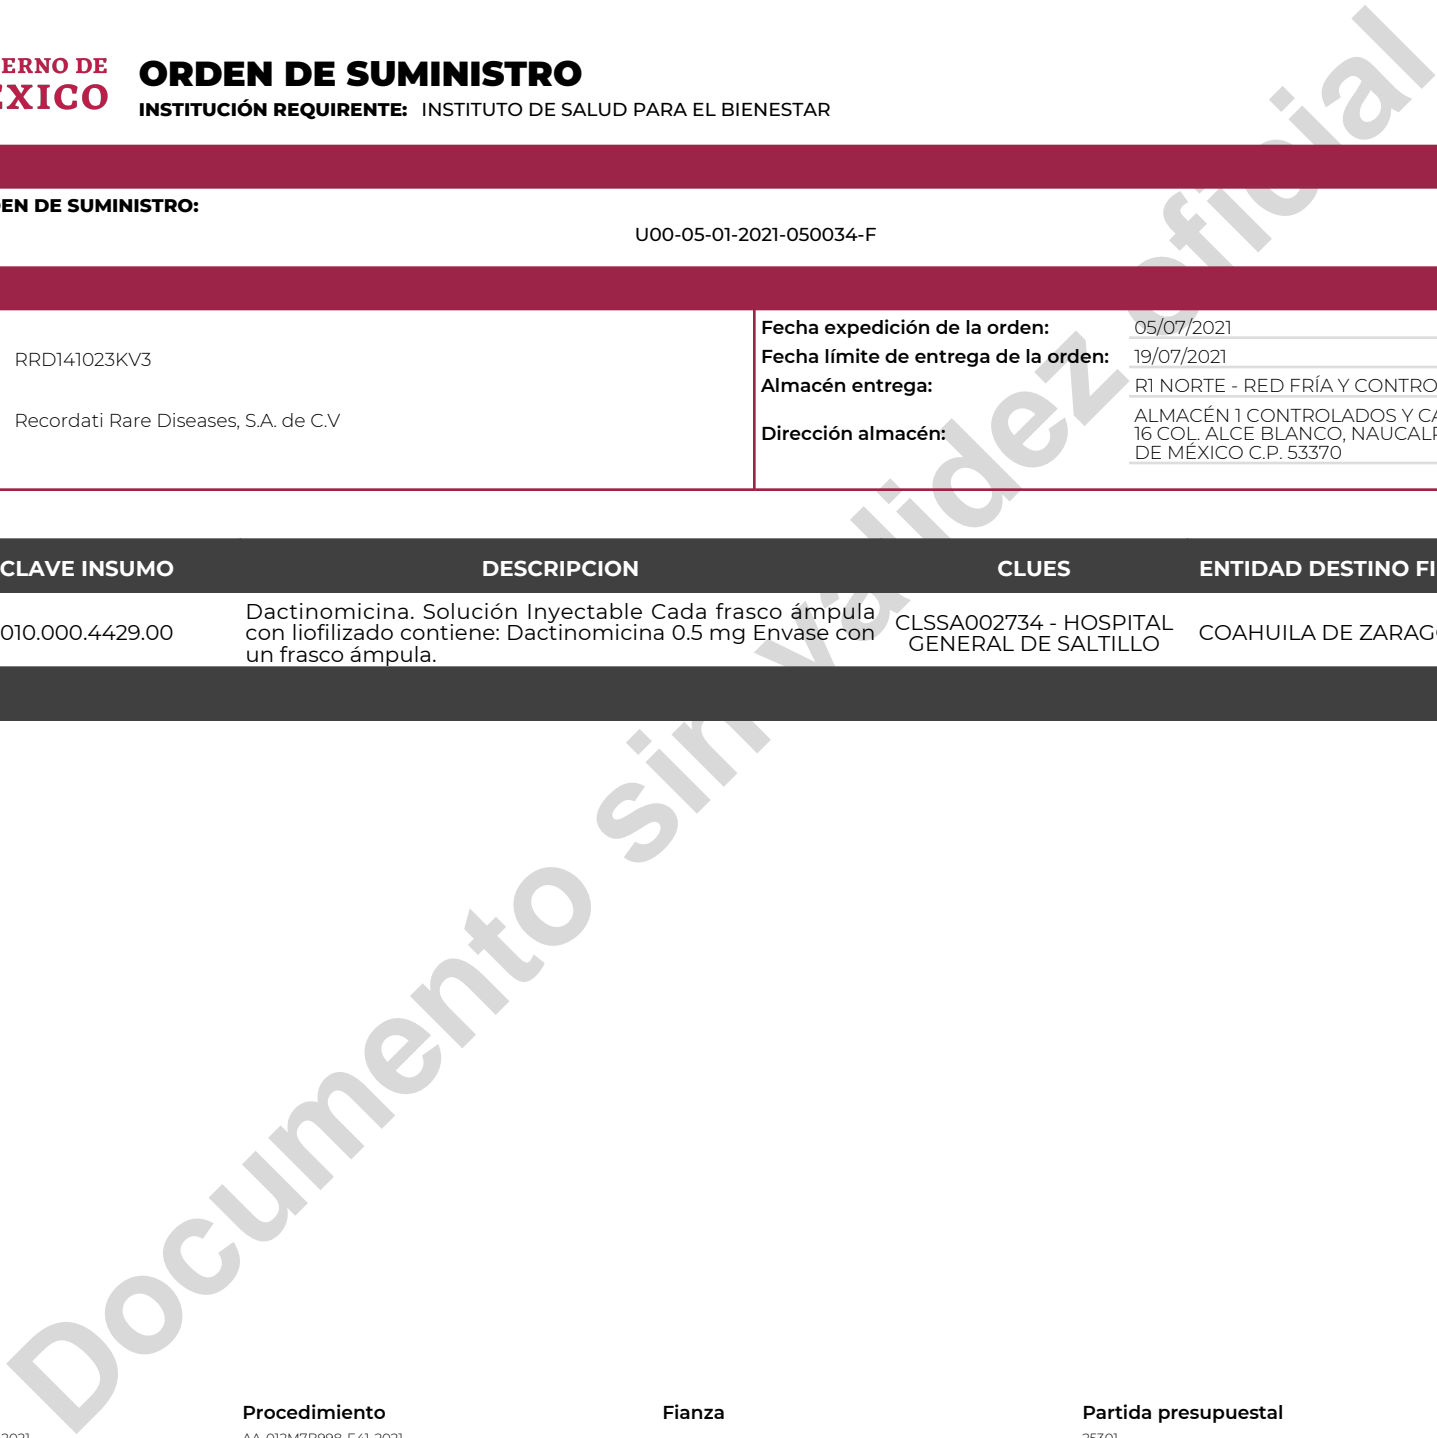 ERNO DE
ÉXICO
ORDEN DE SUMINISTRO
INSTITUCIÓN REQUIRENTE: INSTITUTO DE SALUD PARA EL BIENESTAR
EN DE SUMINISTRO:
U00-05-01-2021-050034-F
RRD141023KV3
Recordati Rare Diseases, S.A. de C.V
Fecha expedición de la orden: 05/07/2021
Fecha límite de entrega de la orden: 19/07/2021
Almacén entrega: R1 NORTE - RED FRÍA Y CONTRO
Dirección almacén:
ALMACÉN 1 CONTROLADOS Y CA
16 COL. ALCE BLANCO, NAUCALP
DE MÉXICO C.P. 53370
CLAVE INSUMO DESCRIPCION CLUES ENTIDAD DESTINO FI
010.000.4429.00
Dactinomicina. Solución Inyectable Cada frasco ámpula
con liofilizado contiene: Dactinomicina 0.5 mg Envase con
un frasco ámpula.
CLSSA002734 - HOSPITAL
GENERAL DE SALTILLO
COAHUILA DE ZARAG
Documento sin validez oficial
Procedimiento Fianza Partida presupuestal